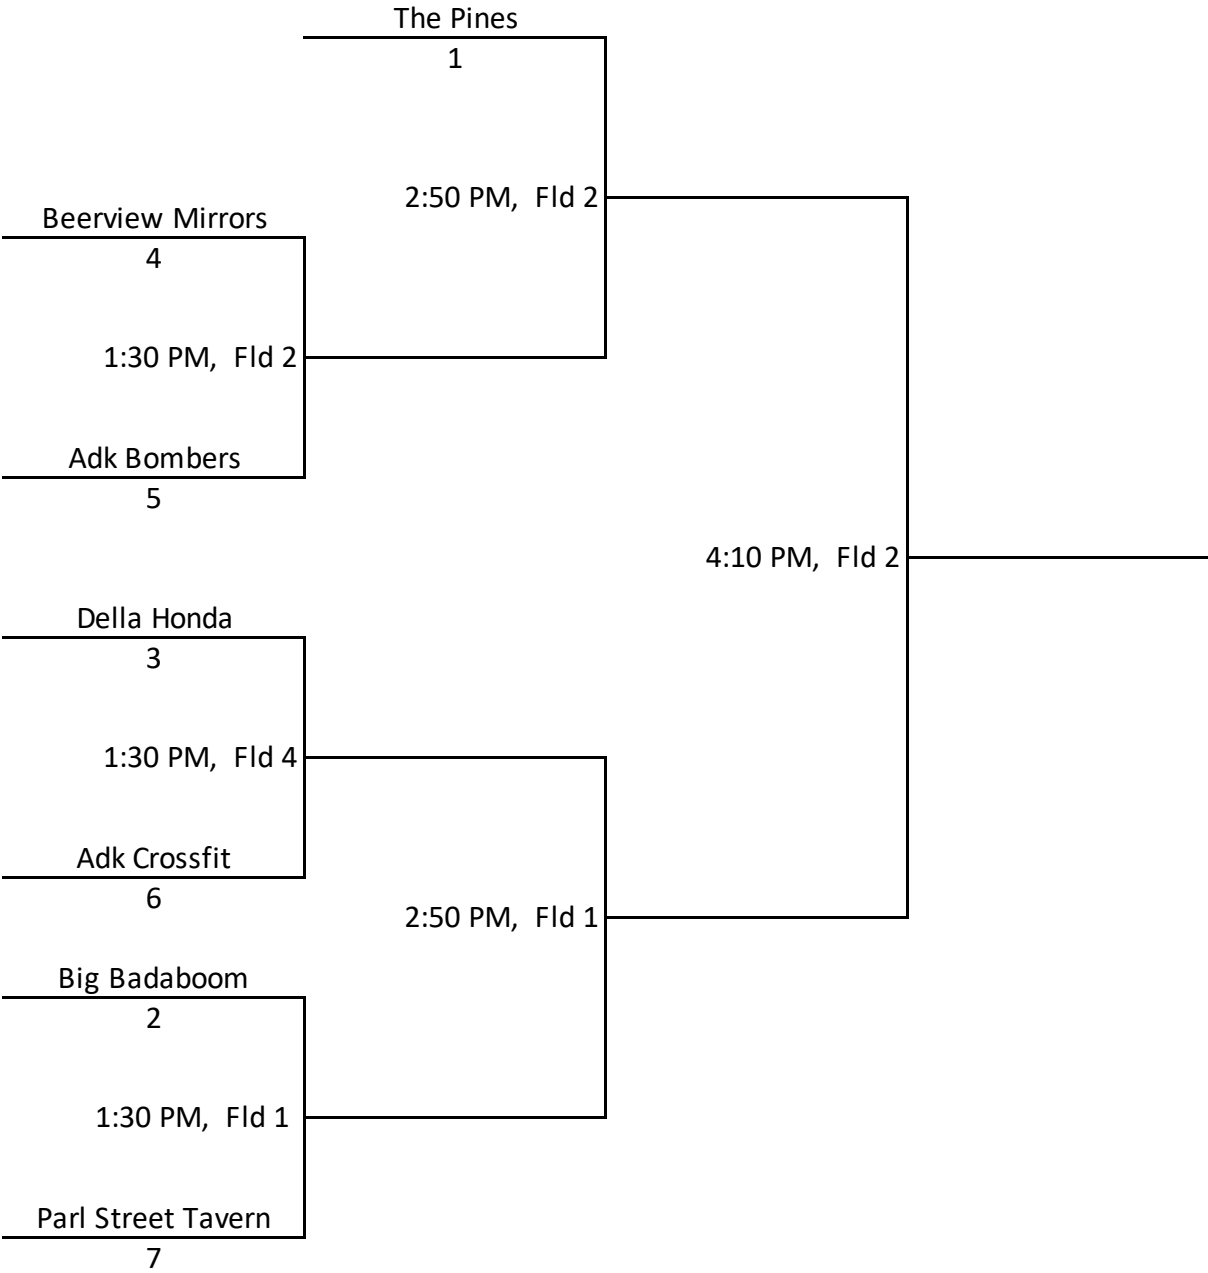 The Pines
1
2:50 PM, Fld 2
Beerview Mirrors
4
1:30 PM, Fld 2
Adk Bombers
5
4:10 PM, Fld 2
Della Honda
3
1:30 PM, Fld 4
Adk Crossfit
6
2:50 PM, Fld 1
Big Badaboom
2
1:30 PM, Fld 1
Parl Street Tavern
7